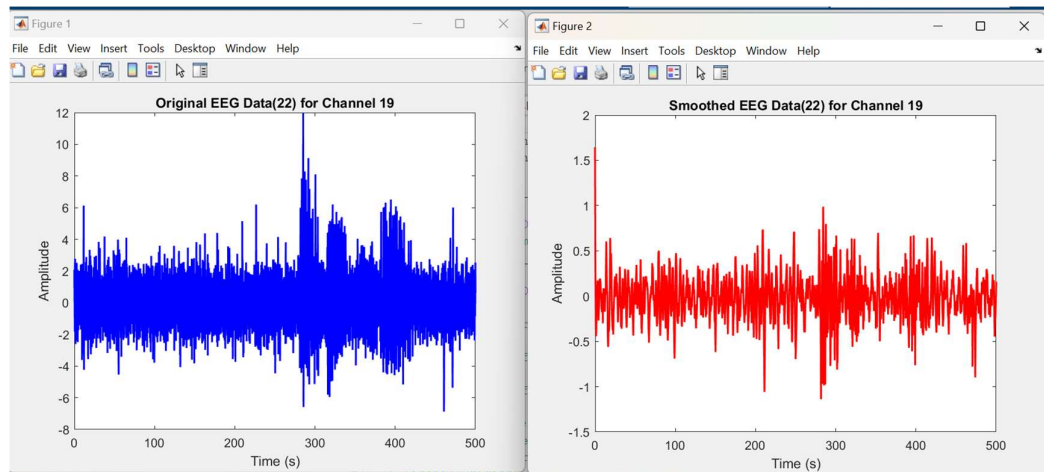 Figure 1
File Edit View Insert Tools Desktop Window Help
Original EEG Data(22) for Channel 19
12
10
8
6
4
2
0
-2
-4
-6
-8
Amplitude
0 100 200 300 400 500
Time (s)
Figure 2
File Edit View Insert Tools Desktop Window Help
Smoothed EEG Data(22) for Channel 19
2
1.5
1
0.5
0
-0.5
-1
-1.5
Amplitude
0 100 200 300 400 500
Time (s)